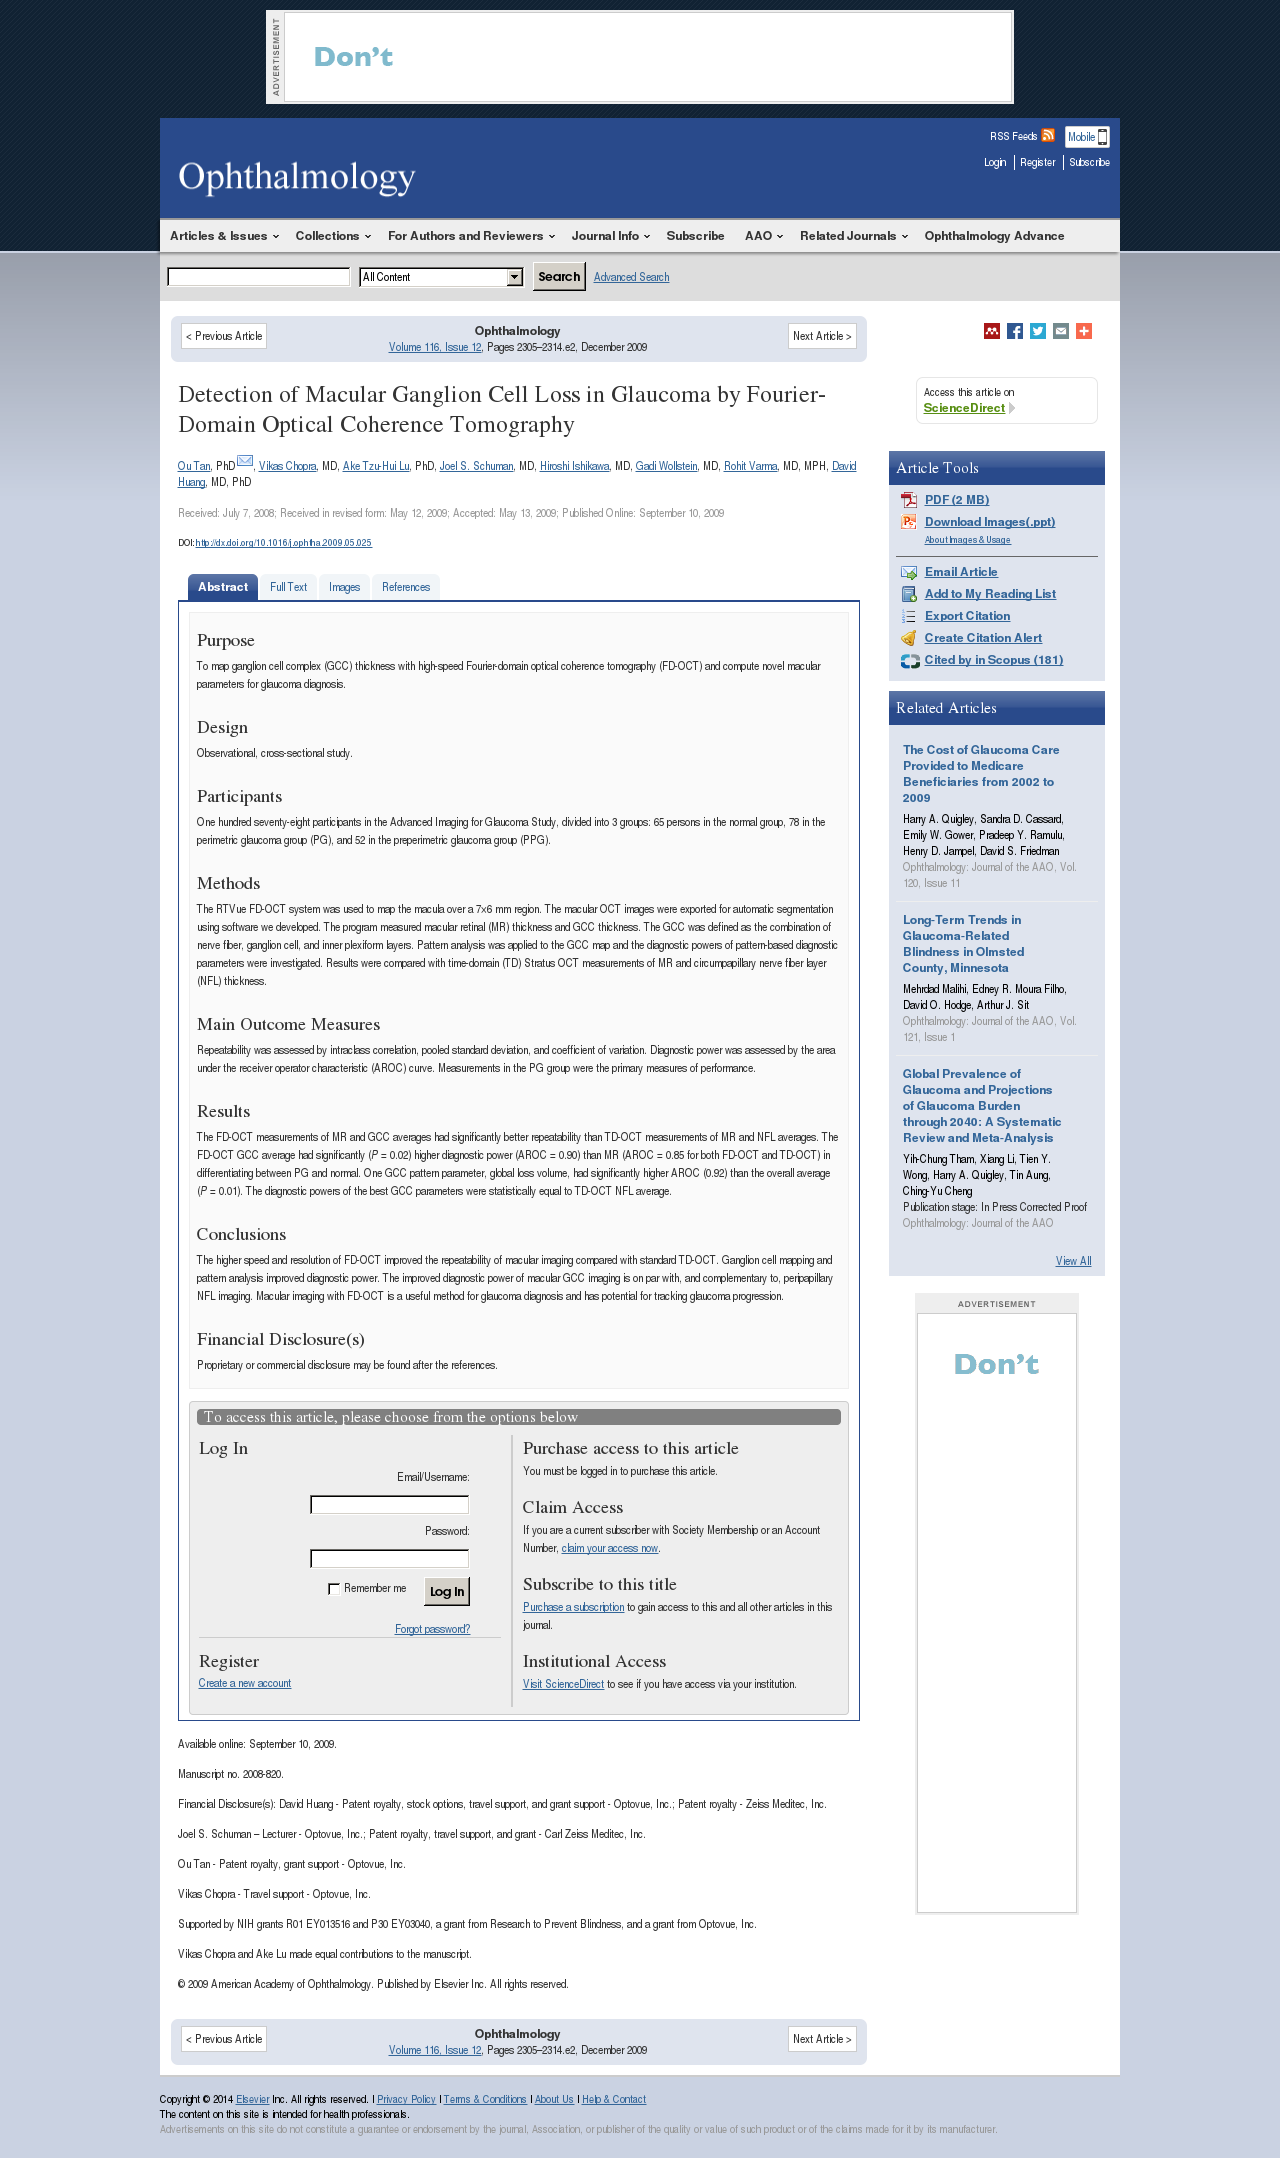 ADVERTISEMENT
Don't
RSS Feeds
Mobile
Login
Register
Subscribe
Ophthalmology
Articles & Issues
Collections
For Authors and Reviewers
Journal Info
Subscribe
AAO
Related Journals
Ophthalmology Advance
All Content
Search
Advanced Search
< Previous Article
Ophthalmology
Volume 116, Issue 12, Pages 2305–2314.e2, December 2009
Next Article >
Detection of Macular Ganglion Cell Loss in Glaucoma by Fourier-
Domain Optical Coherence Tomography
Ou Tan, PhD, Vikas Chopra, MD, Ake Tzu-Hui Lu, PhD, Joel S. Schuman, MD, Hiroshi Ishikawa, MD, Gadi Wollstein, MD, Rohit Varma, MD, MPH, David
Huang, MD, PhD
Received: July 7, 2008; Received in revised form: May 12, 2009; Accepted: May 13, 2009; Published Online: September 10, 2009
DOI: http://dx.doi.org/10.1016/j.ophtha.2009.05.025
Abstract
Full Text
Images
References
Purpose
To map ganglion cell complex (GCC) thickness with high-speed Fourier-domain optical coherence tomography (FD-OCT) and compute novel macular
parameters for glaucoma diagnosis.
Design
Observational, cross-sectional study.
Participants
One hundred seventy-eight participants in the Advanced Imaging for Glaucoma Study, divided into 3 groups: 65 persons in the normal group, 78 in the
perimetric glaucoma group (PG), and 52 in the preperimetric glaucoma group (PPG).
Methods
The RTVue FD-OCT system was used to map the macula over a 7×6 mm region. The macular OCT images were exported for automatic segmentation
using software we developed. The program measured macular retinal (MR) thickness and GCC thickness. The GCC was defined as the combination of
nerve fiber, ganglion cell, and inner plexiform layers. Pattern analysis was applied to the GCC map and the diagnostic powers of pattern-based diagnostic
parameters were investigated. Results were compared with time-domain (TD) Stratus OCT measurements of MR and circumpapillary nerve fiber layer
(NFL) thickness.
Main Outcome Measures
Repeatability was assessed by intraclass correlation, pooled standard deviation, and coefficient of variation. Diagnostic power was assessed by the area
under the receiver operator characteristic (AROC) curve. Measurements in the PG group were the primary measures of performance.
Results
The FD-OCT measurements of MR and GCC averages had significantly better repeatability than TD-OCT measurements of MR and NFL averages. The
FD-OCT GCC average had significantly (P = 0.02) higher diagnostic power (AROC = 0.90) than MR (AROC = 0.85 for both FD-OCT and TD-OCT) in
differentiating between PG and normal. One GCC pattern parameter, global loss volume, had significantly higher AROC (0.92) than the overall average
(P = 0.01). The diagnostic powers of the best GCC parameters were statistically equal to TD-OCT NFL average.
Conclusions
The higher speed and resolution of FD-OCT improved the repeatability of macular imaging compared with standard TD-OCT. Ganglion cell mapping and
pattern analysis improved diagnostic power. The improved diagnostic power of macular GCC imaging is on par with, and complementary to, peripapillary
NFL imaging. Macular imaging with FD-OCT is a useful method for glaucoma diagnosis and has potential for tracking glaucoma progression.
Financial Disclosure(s)
Proprietary or commercial disclosure may be found after the references.
To access this article, please choose from the options below
Log In
Email/Username:
Password:
Remember me
Log In
Forgot password?
Register
Create a new account
Purchase access to this article
You must be logged in to purchase this article.
Claim Access
If you are a current subscriber with Society Membership or an Account
Number, claim your access now.
Subscribe to this title
Purchase a subscription to gain access to this and all other articles in this
journal.
Institutional Access
Visit ScienceDirect to see if you have access via your institution.
Available online: September 10, 2009.
Manuscript no. 2008-820.
Financial Disclosure(s): David Huang - Patent royalty, stock options, travel support, and grant support - Optovue, Inc.; Patent royalty - Zeiss Meditec, Inc.
Joel S. Schuman – Lecturer - Optovue, Inc.; Patent royalty, travel support, and grant - Carl Zeiss Meditec, Inc.
Ou Tan - Patent royalty, grant support - Optovue, Inc.
Vikas Chopra - Travel support - Optovue, Inc.
Supported by NIH grants R01 EY013516 and P30 EY03040, a grant from Research to Prevent Blindness, and a grant from Optovue, Inc.
Vikas Chopra and Ake Lu made equal contributions to the manuscript.
© 2009 American Academy of Ophthalmology. Published by Elsevier Inc. All rights reserved.
< Previous Article
Ophthalmology
Volume 116, Issue 12, Pages 2305–2314.e2, December 2009
Next Article >
Access this article on
ScienceDirect
Article Tools
PDF (2 MB)
Download Images(.ppt)
About Images & Usage
Email Article
Add to My Reading List
Export Citation
Create Citation Alert
Cited by in Scopus (181)
Related Articles
The Cost of Glaucoma Care
Provided to Medicare
Beneficiaries from 2002 to
2009
Harry A. Quigley, Sandra D. Cassard,
Emily W. Gower, Pradeep Y. Ramulu,
Henry D. Jampel, David S. Friedman
Ophthalmology: Journal of the AAO, Vol.
120, Issue 11
Long-Term Trends in
Glaucoma-Related
Blindness in Olmsted
County, Minnesota
Mehrdad Malihi, Edney R. Moura Filho,
David O. Hodge, Arthur J. Sit
Ophthalmology: Journal of the AAO, Vol.
121, Issue 1
Global Prevalence of
Glaucoma and Projections
of Glaucoma Burden
through 2040: A Systematic
Review and Meta-Analysis
Yih-Chung Tham, Xiang Li, Tien Y.
Wong, Harry A. Quigley, Tin Aung,
Ching-Yu Cheng
Publication stage: In Press Corrected Proof
Ophthalmology: Journal of the AAO
View All
ADVERTISEMENT
Don't
Copyright © 2014 Elsevier Inc. All rights reserved. | Privacy Policy | Terms & Conditions | About Us | Help & Contact
The content on this site is intended for health professionals.
Advertisements on this site do not constitute a guarantee or endorsement by the journal, Association, or publisher of the quality or value of such product or of the claims made for it by its manufacturer.